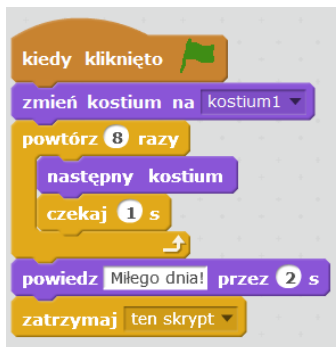 kiedy kliknięto
zmień kostium na kostium1
powtórz 8 razy
następny kostium
czekaj 1 s
powiedz Miłego dnia! przez 2 s
zatrzymaj ten skrypt